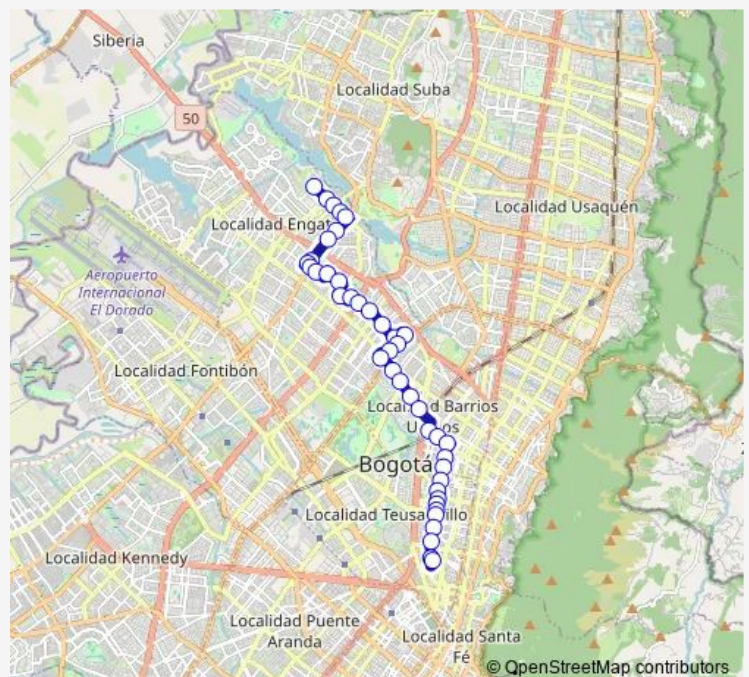 Siberia
Localidad Suba
50
Localidad Usaquén
Localidad Engat
Aeropuerto
Internacional
El Dorado
Localidad Fontibón
Barrios
Bogotá
Localidad Teusa
illo
Localidad Kennedy
Localidad Puente
Aranda
Localidad Santa
Fé
© OpenStreetMap contributors